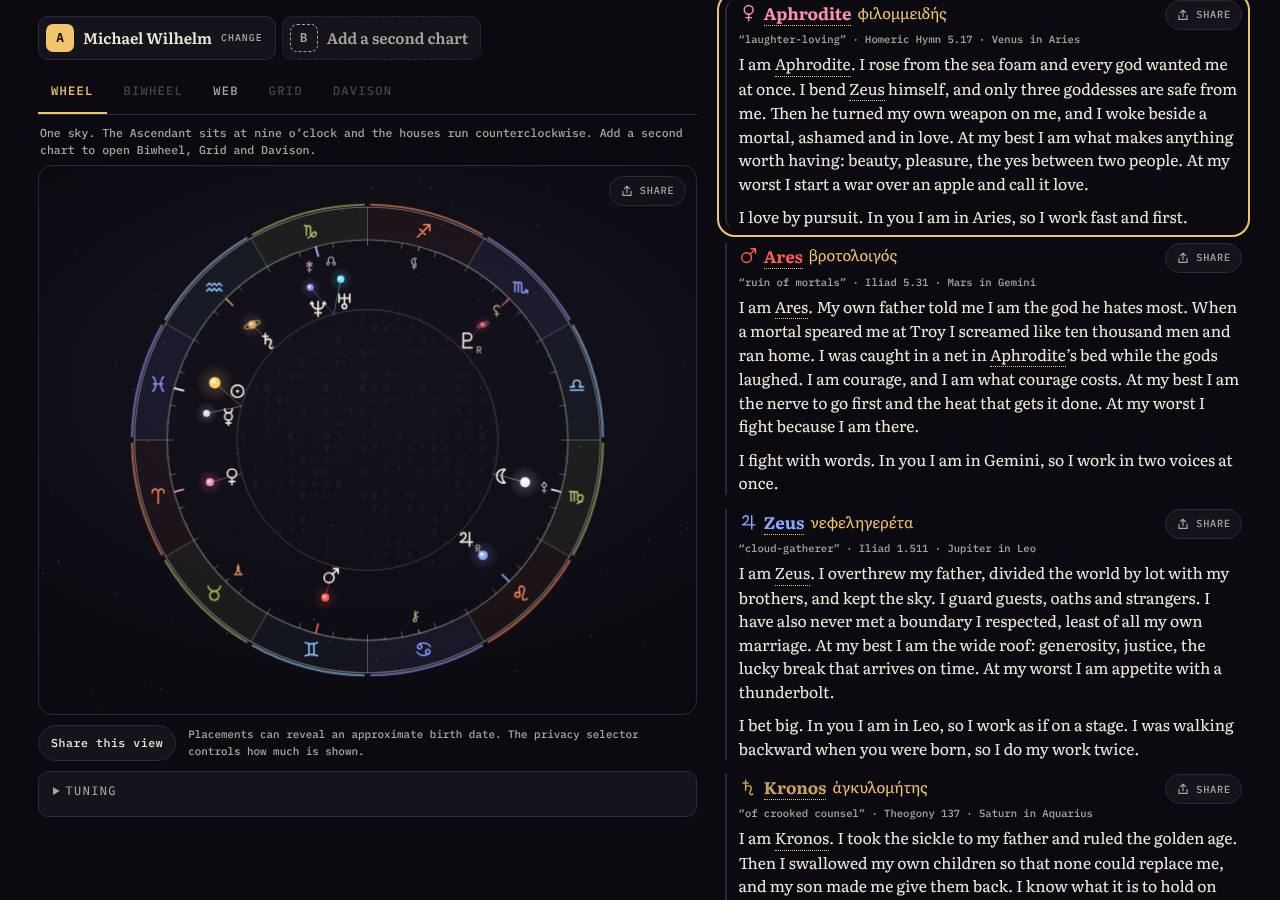 A Michael Wilhelm CHANGE
B Add a second chart
WHEEL BIWHEEL WEB GRID DAVISON
One sky. The Ascendant sits at nine o’clock and the houses run counterclockwise. Add a second
chart to open Biwheel, Grid and Davison.
SHARE
R
R
Share this view
Placements can reveal an approximate birth date. The privacy selector
controls how much is shown.
TUNING
♀ Aphrodite φιλομμειδής SHARE
“laughter-loving” · Homeric Hymn 5.17 · Venus in Aries
I am Aphrodite. I rose from the sea foam and every god wanted me
at once. I bend Zeus himself, and only three goddesses are safe from
me. Then he turned my own weapon on me, and I woke beside a
mortal, ashamed and in love. At my best I am what makes anything
worth having: beauty, pleasure, the yes between two people. At my
worst I start a war over an apple and call it love.
I love by pursuit. In you I am in Aries, so I work fast and first.
♂ Ares βροτολοιγός SHARE
“ruin of mortals” · Iliad 5.31 · Mars in Gemini
I am Ares. My own father told me I am the god he hates most. When
a mortal speared me at Troy I screamed like ten thousand men and
ran home. I was caught in a net in Aphrodite’s bed while the gods
laughed. I am courage, and I am what courage costs. At my best I am
the nerve to go first and the heat that gets it done. At my worst I
fight because I am there.
I fight with words. In you I am in Gemini, so I work in two voices at
once.
♃ Zeus νεφεληγερέτα SHARE
“cloud-gatherer” · Iliad 1.511 · Jupiter in Leo
I am Zeus. I overthrew my father, divided the world by lot with my
brothers, and kept the sky. I guard guests, oaths and strangers. I
have also never met a boundary I respected, least of all my own
marriage. At my best I am the wide roof: generosity, justice, the
lucky break that arrives on time. At my worst I am appetite with a
thunderbolt.
I bet big. In you I am in Leo, so I work as if on a stage. I was walking
backward when you were born, so I do my work twice.
♄ Kronos ἀγκυλομήτης SHARE
“of crooked counsel” · Theogony 137 · Saturn in Aquarius
I am Kronos. I took the sickle to my father and ruled the golden age.
Then I swallowed my own children so that none could replace me,
and my son made me give them back. I know what it is to hold on